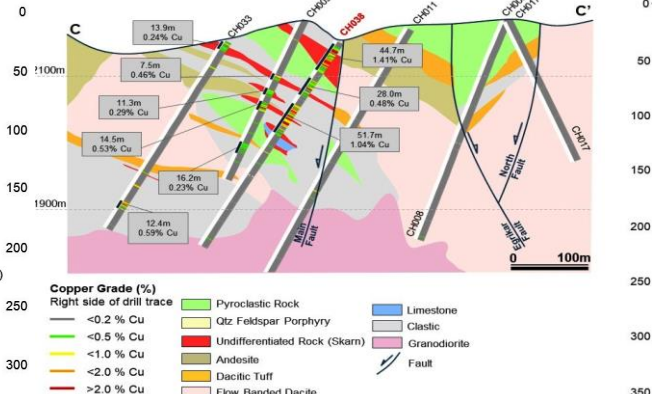 0
50
100
150
200
)
250
300
C
C'
CH033
CH038
CH011
CH017
CH008
13.9m
0.24% Cu
7.5m
0.46% Cu
11.3m
0.29% Cu
14.5m
0.53% Cu
16.2m
0.23% Cu
12.4m
0.59% Cu
44.7m
1.41% Cu
28.0m
0.48% Cu
51.7m
1.04% Cu
2100m
1900m
Main
Fault
North
Fault
Egrikar
Fault
0 100m
Copper Grade (%)
Right side of drill trace
<0.2 % Cu
<0.5 % Cu
<1.0 % Cu
<2.0 % Cu
>2.0 % Cu
Pyroclastic Rock
Qtz Feldspar Porphyry
Undifferentiated Rock (Skarn)
Andesite
Dacitic Tuff
Flow Banded Dacite
Limestone
Clastic
Granodiorite
Fault
0
50
100
150
200
250
300
350